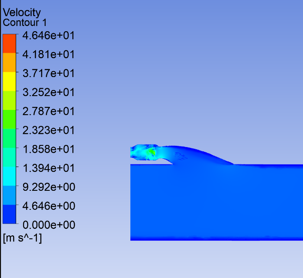 Velocity
Contour 1
4.646e+01
4.181e+01
3.717e+01
3.252e+01
2.787e+01
2.323e+01
1.858e+01
1.394e+01
9.292e+00
4.646e+00
0.000e+00
[m s^-1]